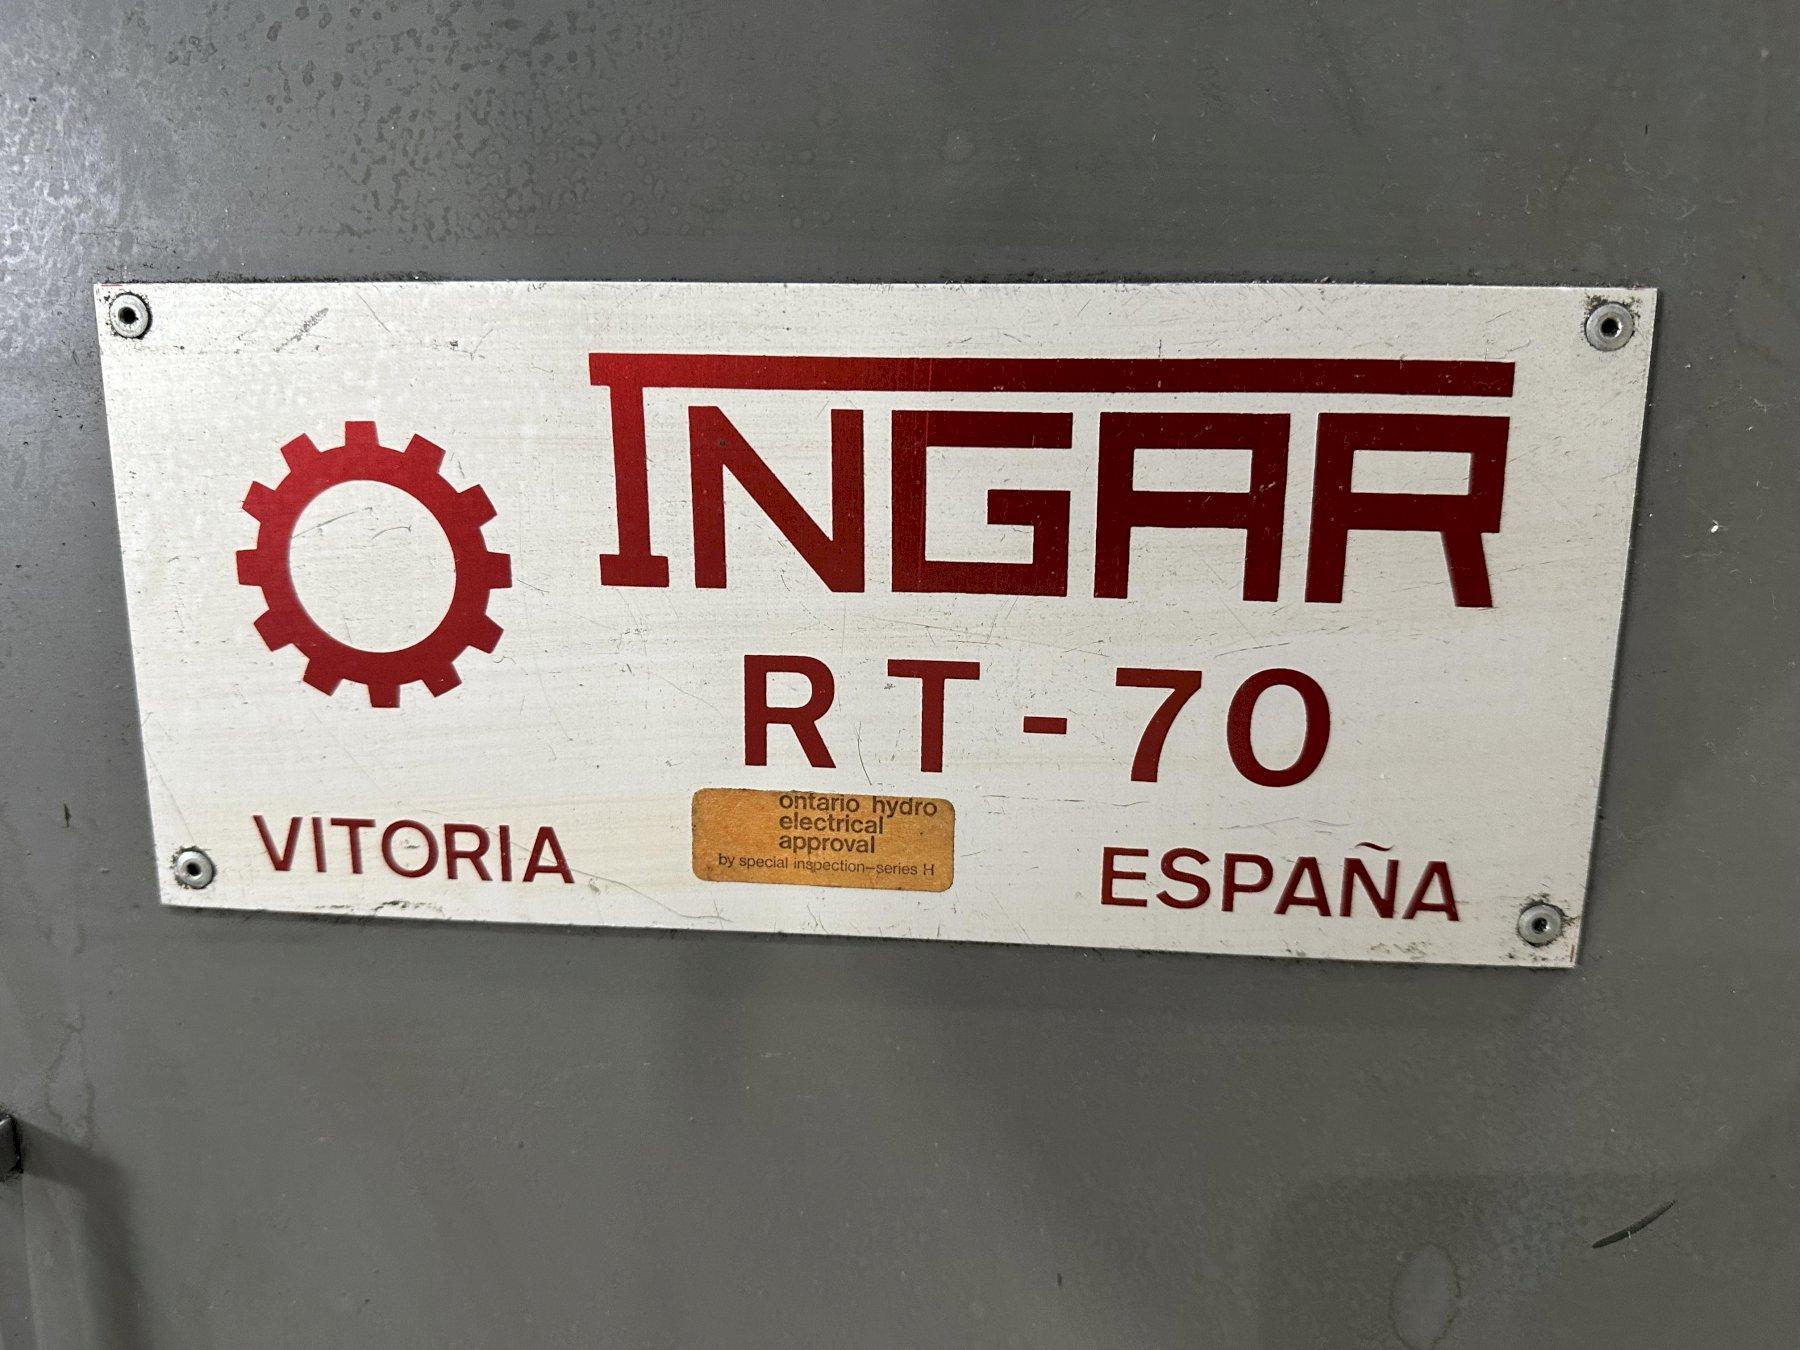 INGAR
RT-70
VITORIA
ontario hydro
electrical
approval
by special inspection-series H
ESPAÑA